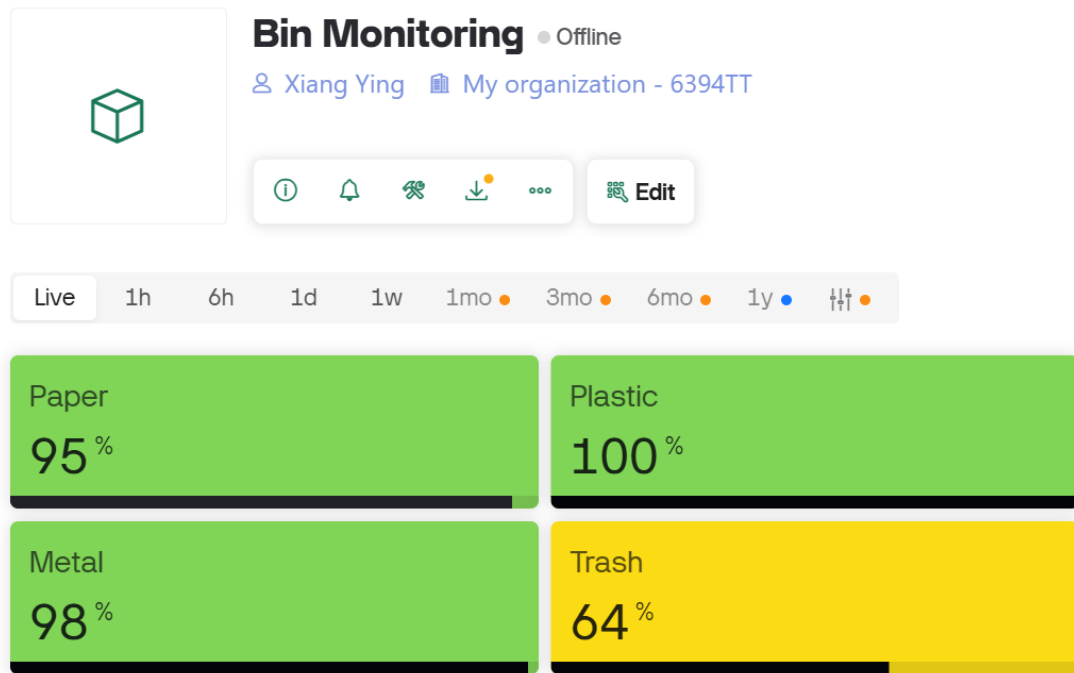 Bin Monitoring Offline
Xiang Ying My organization - 6394TT
Edit
Live 1h 6h 1d 1w 1mo 3mo 6mo 1y
Paper
95 %
Plastic
100 %
Metal
98 %
Trash
64 %